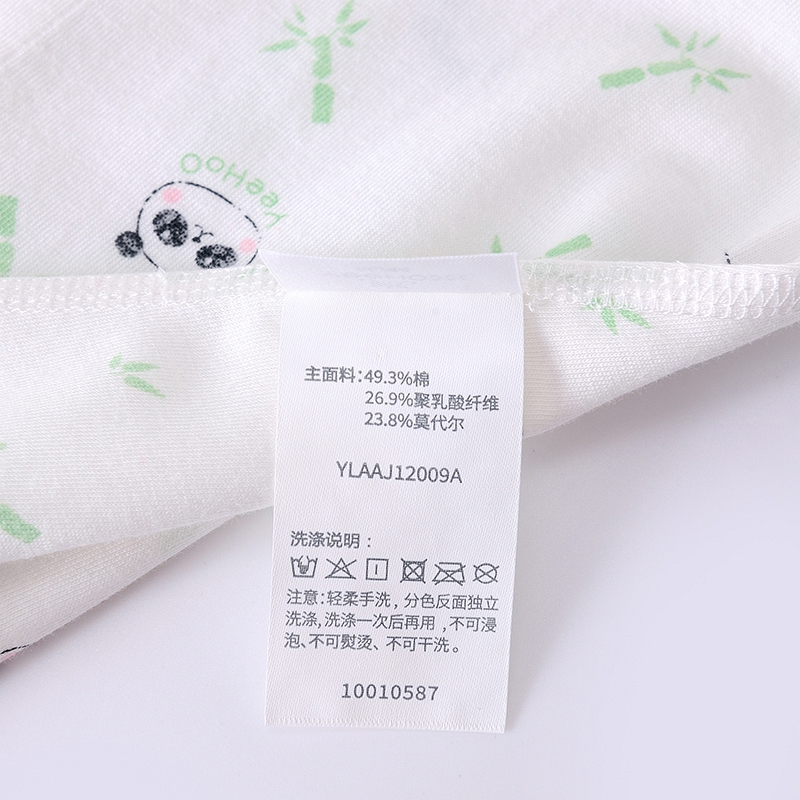 YeeHoO
主面料:49.3%棉
26.9%聚乳酸纤维
23.8%莫代尔
YLAAJ12009A
洗涤说明：
注意:轻柔手洗，分色反面独立
洗涤,洗涤一次后再用,不可浸
泡、不可熨烫、不可干洗。
10010587